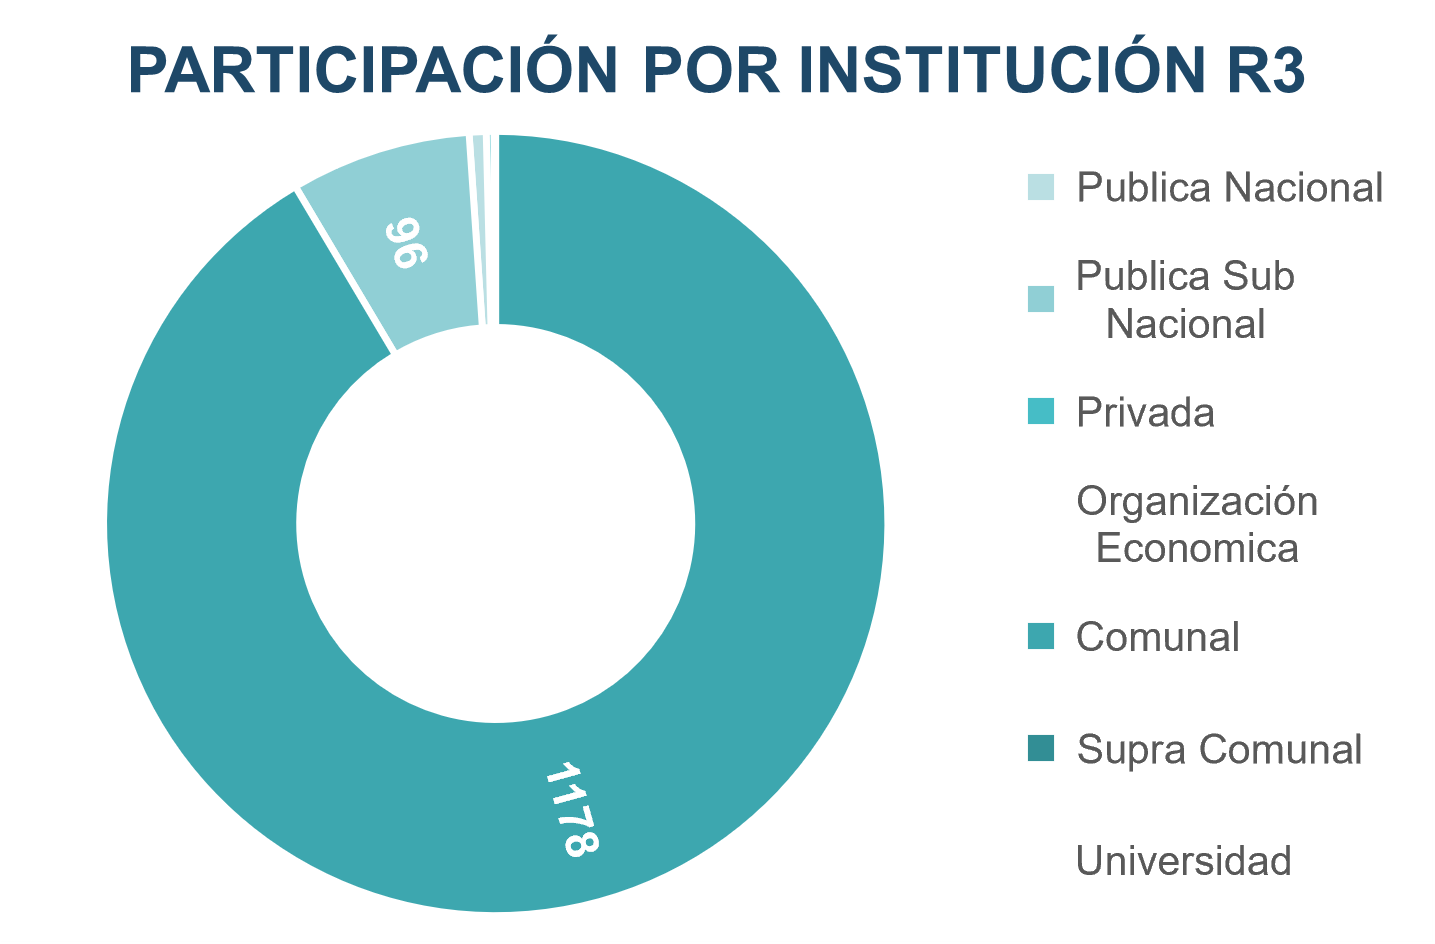 PARTICIPACIÓN POR INSTITUCIÓN R3
96
1178
Publica Nacional
Publica Sub
Nacional
Privada
Organización
Economica
Comunal
Supra Comunal
Universidad